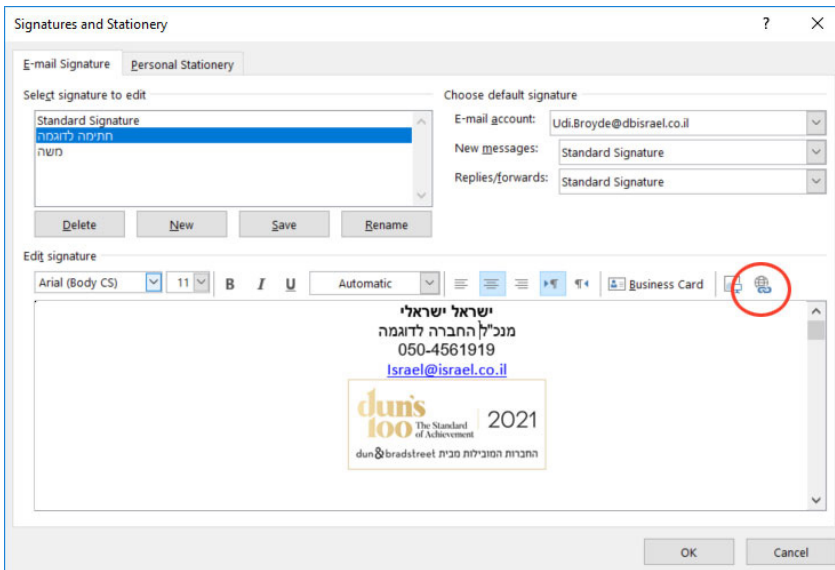 Signatures and Stationery
E-mail Signature Personal Stationery
Select signature to edit
Standard Signature
חתימה לדוגמה
משה
Delete New Save Rename
Choose default signature
E-mail account: Udi.Broyde@dbisrael.co.il
New messages: Standard Signature
Replies/forwards: Standard Signature
Edit signature
Arial (Body CS) 11 B I U Automatic Business Card
ישראל ישראלי
מנכ"ל החברה לדוגמה
050-4561919
Israel@israel.co.il
dun's
100 The Standard
of Achievement
2021
dun&bradstreet החברות המובילות מבית
OK Cancel